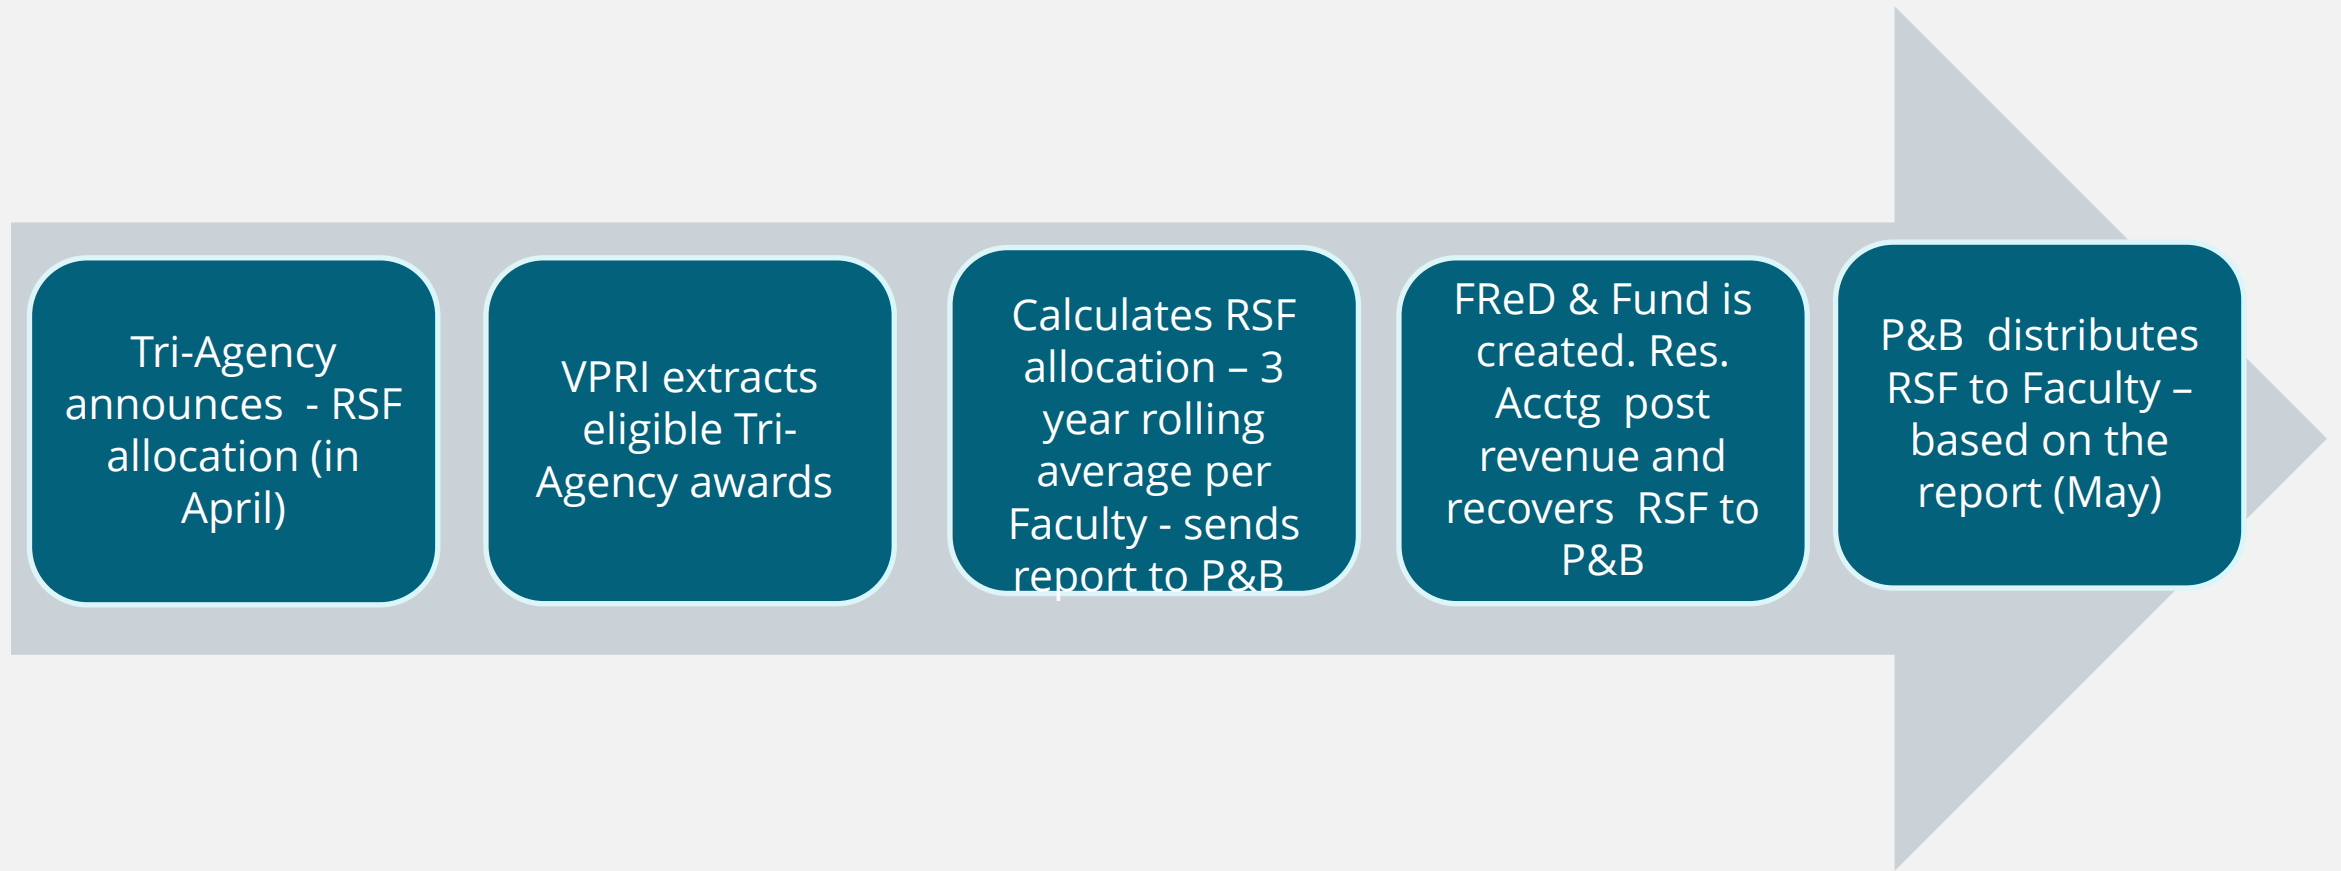 Tri-Agency
announces  - RSF
allocation (in
April)
VPRI extracts
eligible Tri-
Agency awards
Calculates RSF
allocation – 3
year rolling
average per
Faculty - sends
report to P&B
FReD & Fund is
created. Res.
Acctg  post
revenue and
recovers  RSF to
P&B
P&B  distributes
RSF to Faculty –
based on the
report (May)